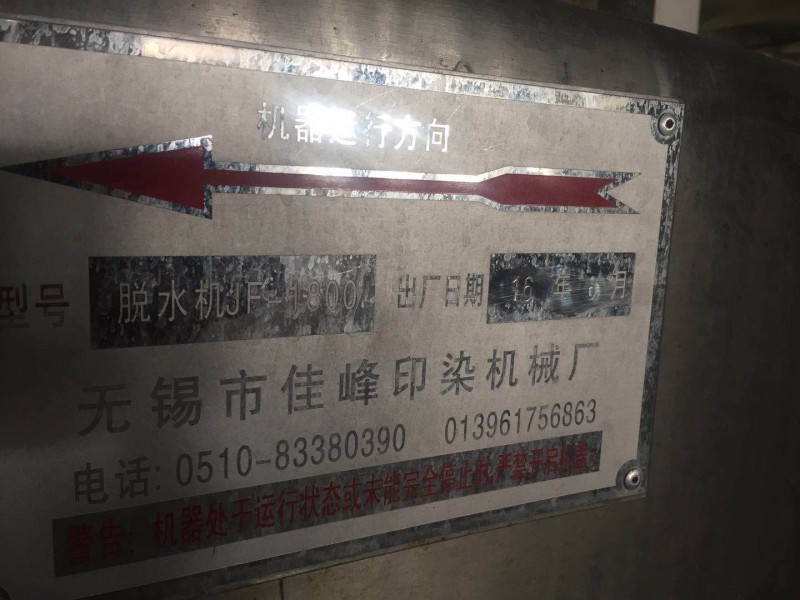 机器运行方向
型号 脱水机JF-1800 出厂日期 16 年 月
无锡市佳峰印染机械厂
电话: 0510-83380390 013961756863
警告: 机器处于运行状态或未能完全停止时,严禁开启机盖。